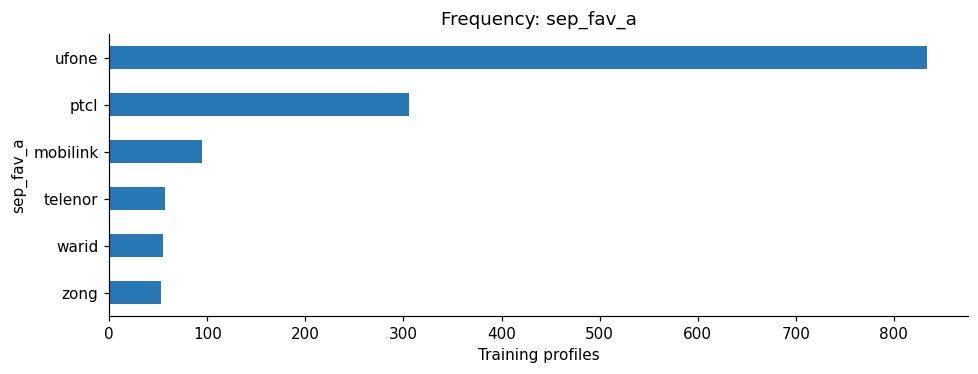 Frequency: sep_fav_a
sep_fav_a
ufone
ptcl
mobilink
telenor
warid
zong
0 100 200 300 400 500 600 700 800
Training profiles